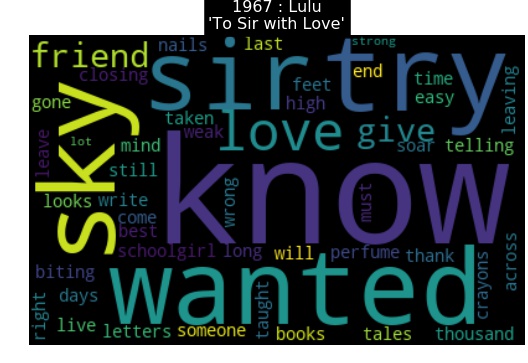 1967 : Lulu
'To Sir with Love'
friend
nails
last
strong
closing
sir
try
end
feet
time
gone
high
easy
leaving
taken
love
give
weak
leave
lot
mind
soar
telling
sky
still
know
looks
write
wrong
must
come
best
schoolgirl
long
will
perfume
thank
across
biting
wanted
crayons
right
days
taught
live
letters
someone
books
tales
thousand